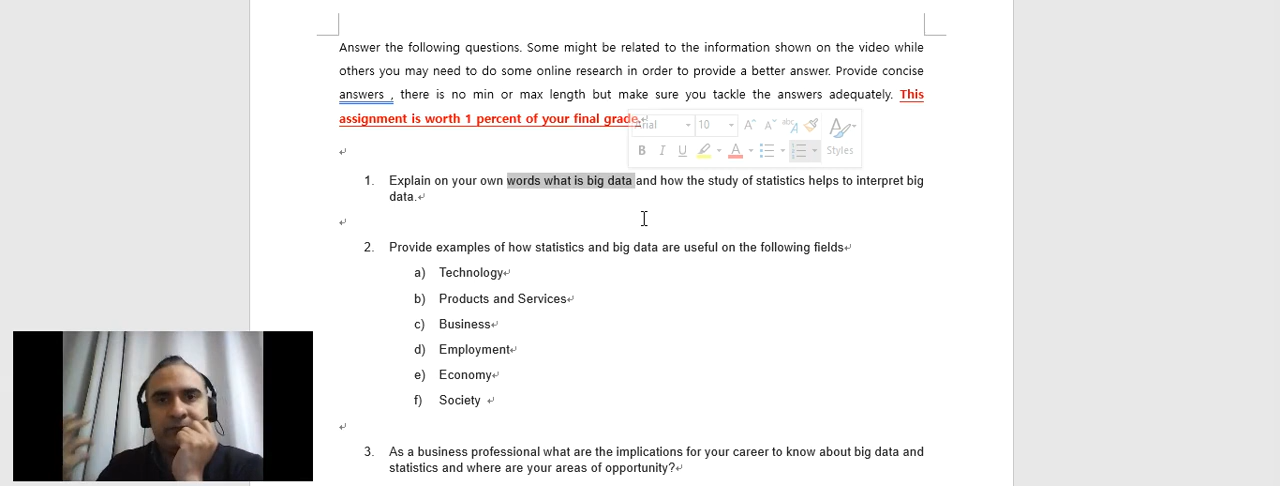 Answer the following questions. Some might be related to the information shown on the video while
others you may need to do some online research in order to provide a better answer. Provide concise
answers , there is no min or max length but make sure you tackle the answers adequately. This
assignment is worth 1 percent of your final grade.
Arial 10 A A abc A A
B I U A Styles
1. Explain on your own words what is big data and how the study of statistics helps to interpret big
data.
2. Provide examples of how statistics and big data are useful on the following fields
a) Technology
b) Products and Services
c) Business
d) Employment
e) Economy
f) Society
3. As a business professional what are the implications for your career to know about big data and
statistics and where are your areas of opportunity?